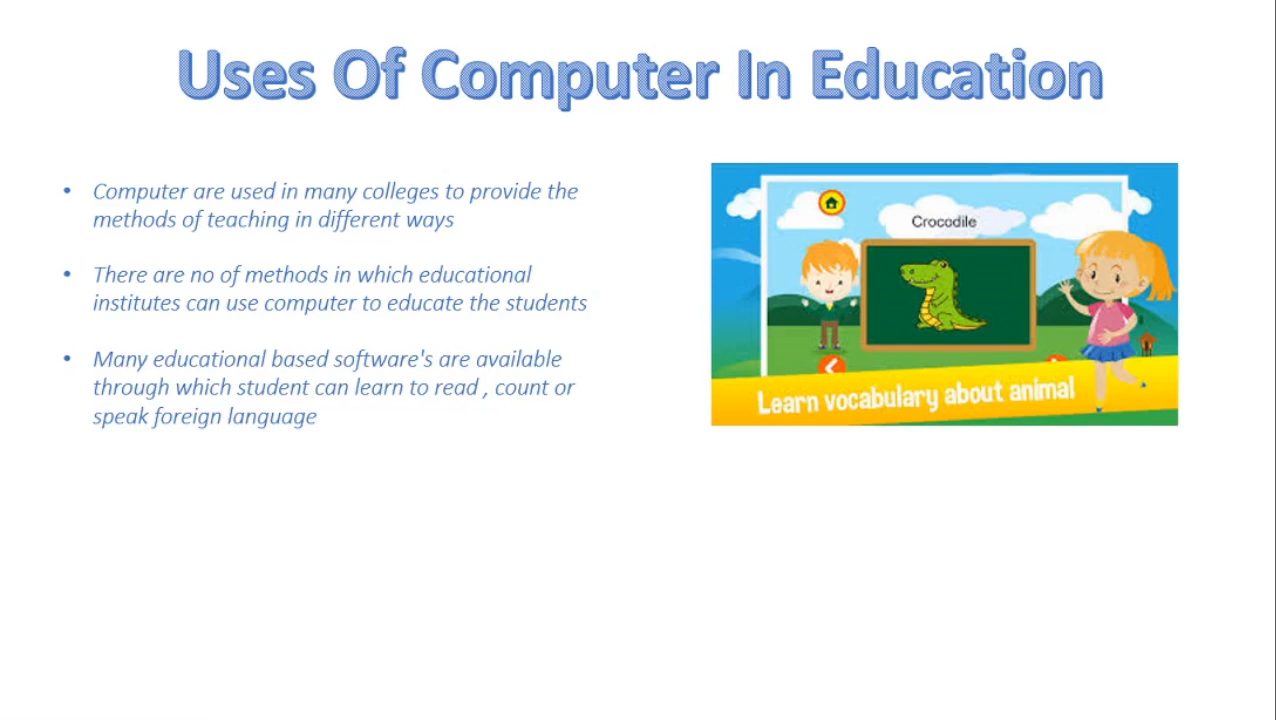 Uses Of Computer In Education
• Computer are used in many colleges to provide the
methods of teaching in different ways
• There are no of methods in which educational
institutes can use computer to educate the students
• Many educational based software's are available
through which student can learn to read , count or
speak foreign language
Crocodile
Learn vocabulary about animal